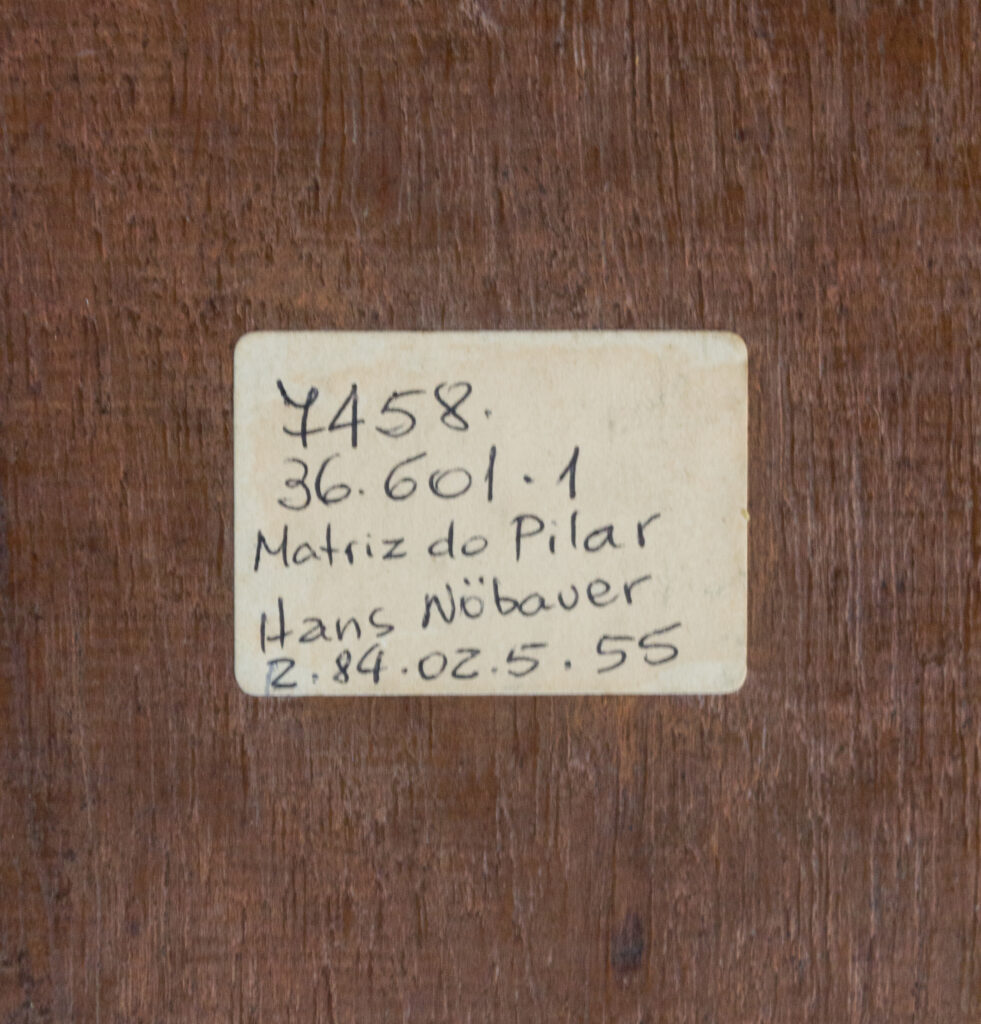 7458.
36.601.1
Matriz do Pilar
Hans Nöbauer
2.84.02.5.55